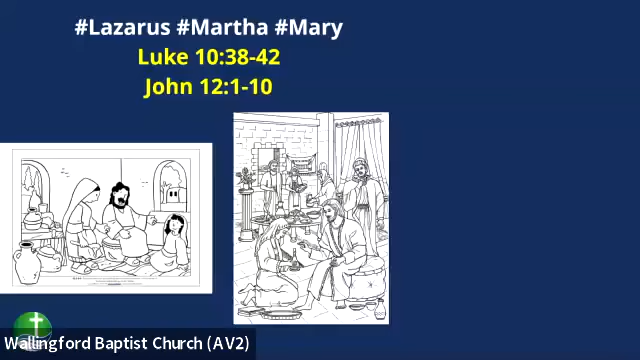 #Lazarus #Martha #Mary
Luke 10:38-42
John 12:1-10
Wallingford Baptist Church (AV2)